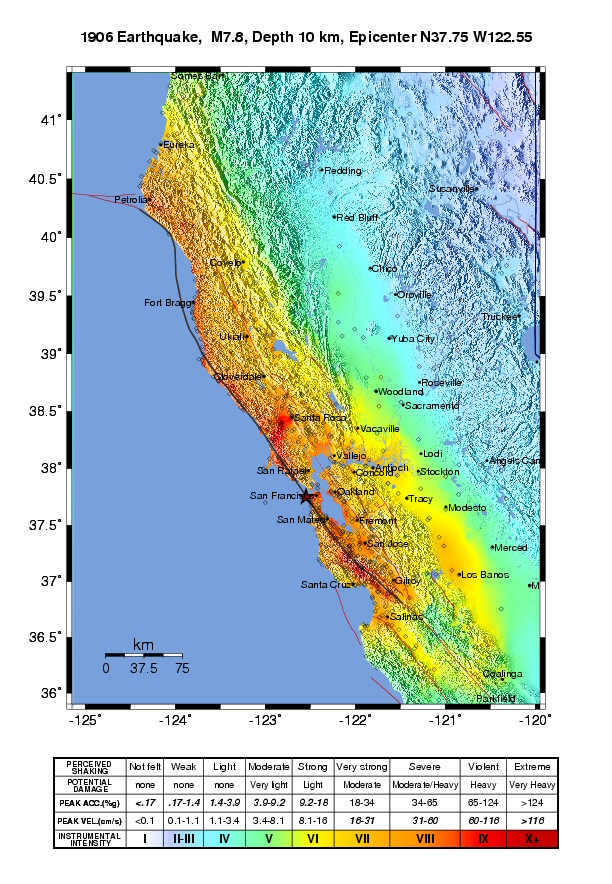 1906 Earthquake, M7.8, Depth 10 km, Epicenter N37.75 W122.55
Somes Bar
41˚
Eureka
40.5˚
Redding
Susanville
Petrolia
Red Bluff
40˚
Covelo
Chico
39.5˚
Fort Bragg
Oroville
Truckee
39˚
Ukiah
Yuba City
Cloverdale
Roseville
Woodland
38.5˚
Sacramento
Santa Rosa
Vacaville
38˚
Vallejo
Lodi
Angels Can
San Rafael
Concord
Antioch
Stockton
San Francisc
Oakland
Tracy
37.5˚
Modesto
San Mateo
Fremont
San Jose
Merced
37˚
Los Banos
Santa Cruz
Gilroy
M
Salinas
36.5˚
km
0 37.5 75
Coalinga
36˚
Parkfield
-125˚ -124˚ -123˚ -122˚ -121˚ -120˚
PERCEIVED SHAKING Not felt Weak Light Moderate Strong Very strong Severe Violent Extreme
POTENTIAL DAMAGE none none none Very light Light Moderate Moderate/Heavy Heavy Very Heavy
PEAK ACC.(%g) <.17 .17-1.4 1.4-3.9 3.9-9.2 9.2-18 18-34 34-65 65-124 >124
PEAK VEL.(cm/s) <0.1 0.1-1.1 1.1-3.4 3.4-8.1 8.1-16 16-31 31-60 60-116 >116
INSTRUMENTAL INTENSITY I II-III IV V VI VII VIII IX X+